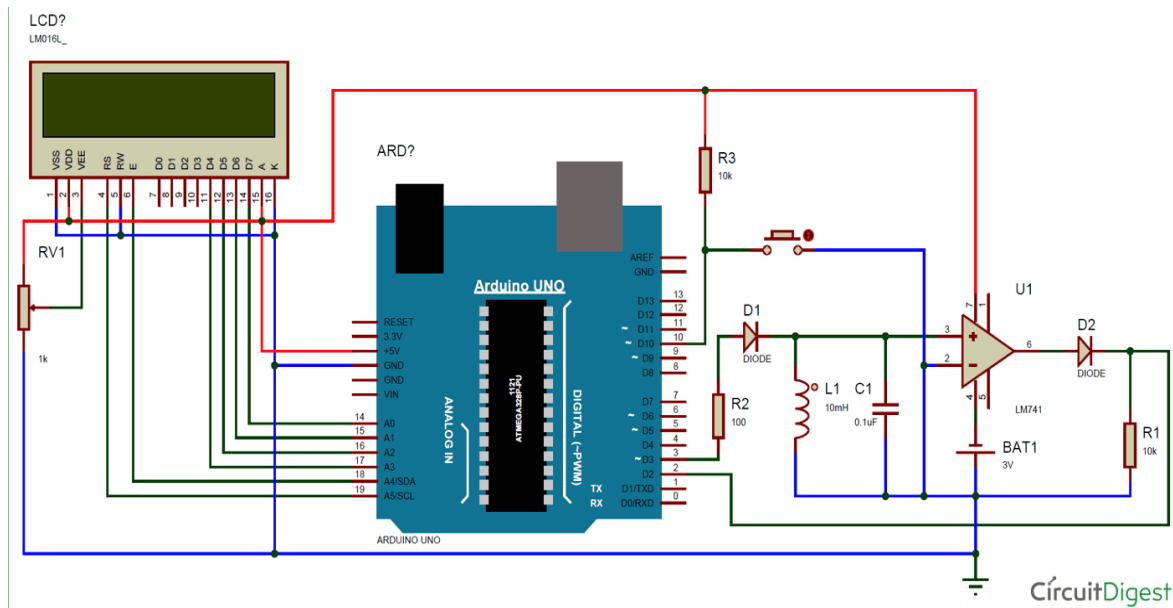 LCD?
LM016L_
VSS
VDD
VEE
RS
RW
E
D0
D1
D2
D3
D4
D5
D6
D7
A
K
1
2
3
4
5
6
7
8
9
10
11
12
13
14
15
16
RV1
1k
ARD?
Arduino UNO
RESET
3.3V
+5V
GND
GND
VIN
14 A0
15 A1
16 A2
17 A3
18 A4/SDA
19 A5/SCL
ANALOG IN
1121
ATMEGA328P-PU
DIGITAL (~PWM)
AREF
GND
D13 13
D12 12
~ D11 11
~ D10 10
~ D9 9
D8 8
D7 7
~ D6 6
~ D5 5
D4 4
~ D3 3
D2 2
TX D1/TXD 1
RX D0/RXD 0
ARDUINO UNO
R3
10k
D1
DIODE
R2
100
L1
10mH
C1
0.1uF
U1
7
1
3
2
6
4
5
LM741
D2
DIODE
BAT1
3V
R1
10k
CircuitDigest